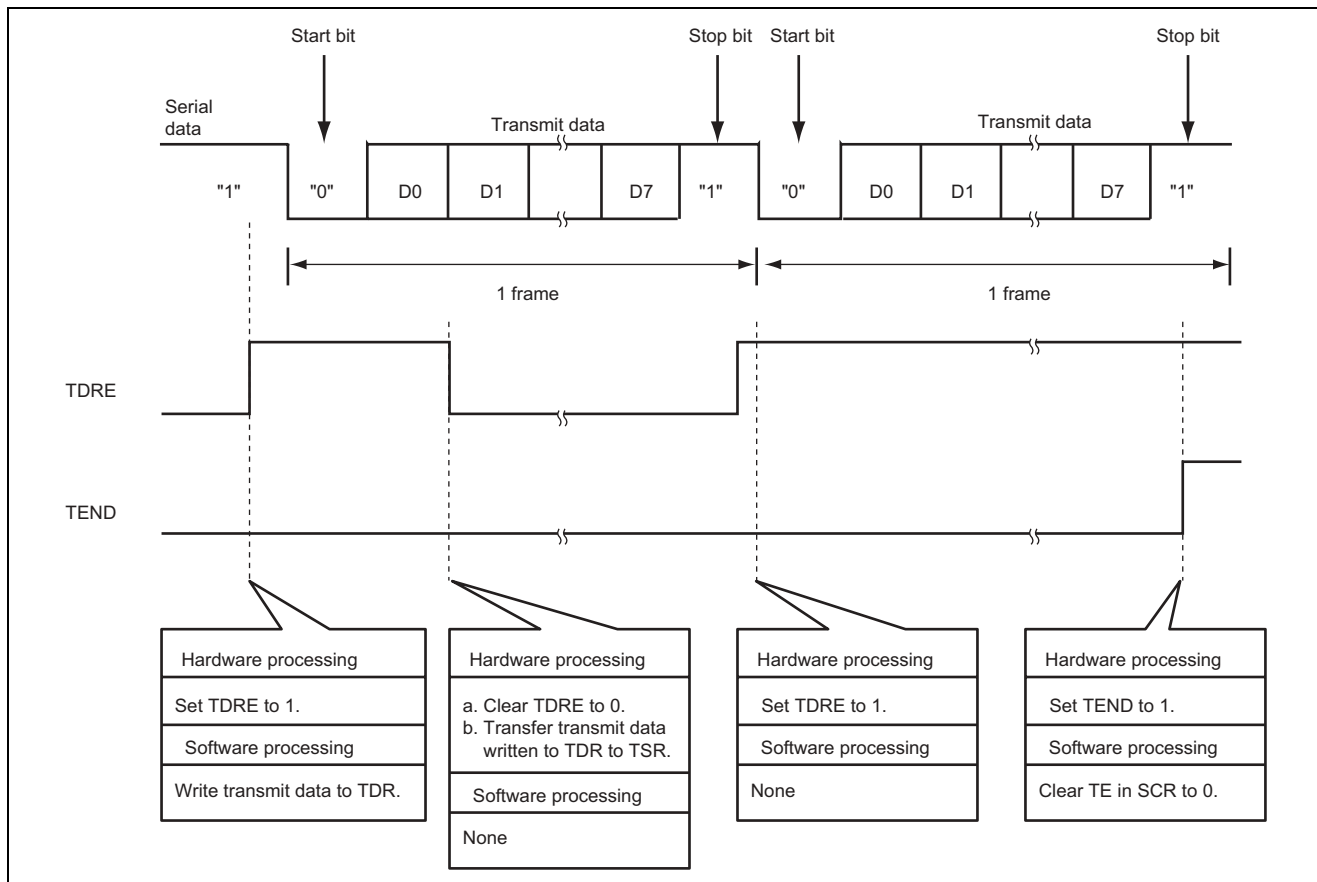 Start bit
Stop bit
Start bit
Stop bit
Serial
data
Transmit data
Transmit data
"1"
"0"
D0
D1
D7
"1"
"0"
D0
D1
D7
"1"
1 frame
1 frame
TDRE
TEND
Hardware processing
Set TDRE to 1.
Software processing
Write transmit data to TDR.
Hardware processing
a. Clear TDRE to 0.
b. Transfer transmit data
written to TDR to TSR.
Software processing
None
Hardware processing
Set TDRE to 1.
Software processing
None
Hardware processing
Set TEND to 1.
Software processing
Clear TE in SCR to 0.